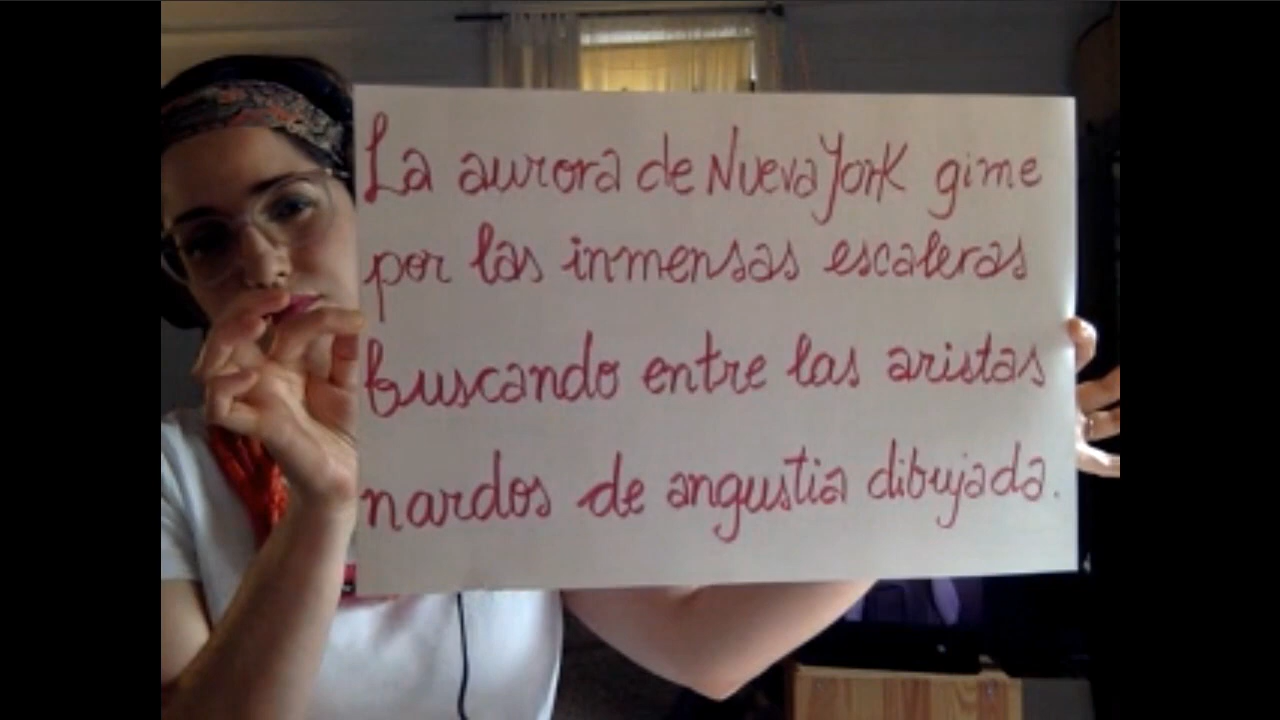 La aurora de Nueva York gime
por las inmensas escaleras
buscando entre las aristas
nardos de angustia dibujada.